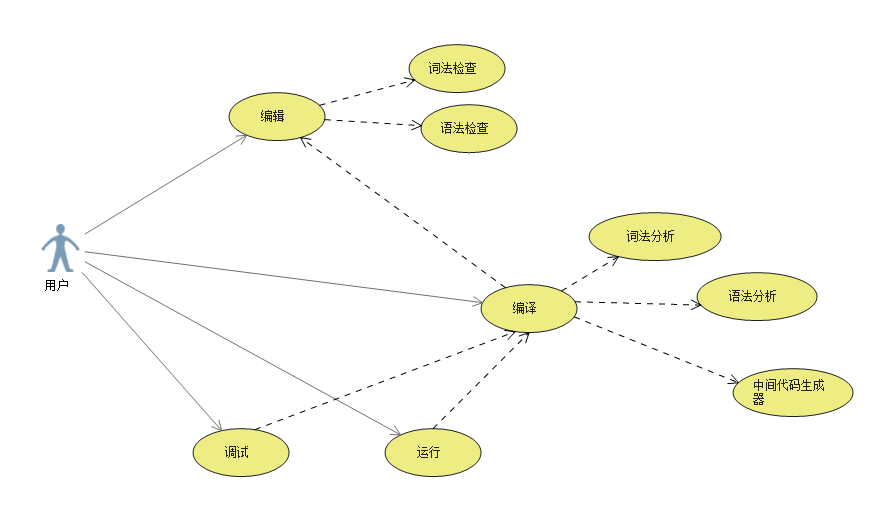 词法检查
编辑
语法检查
词法分析
用户
语法分析
编译
中间代码生成
器
调试
运行